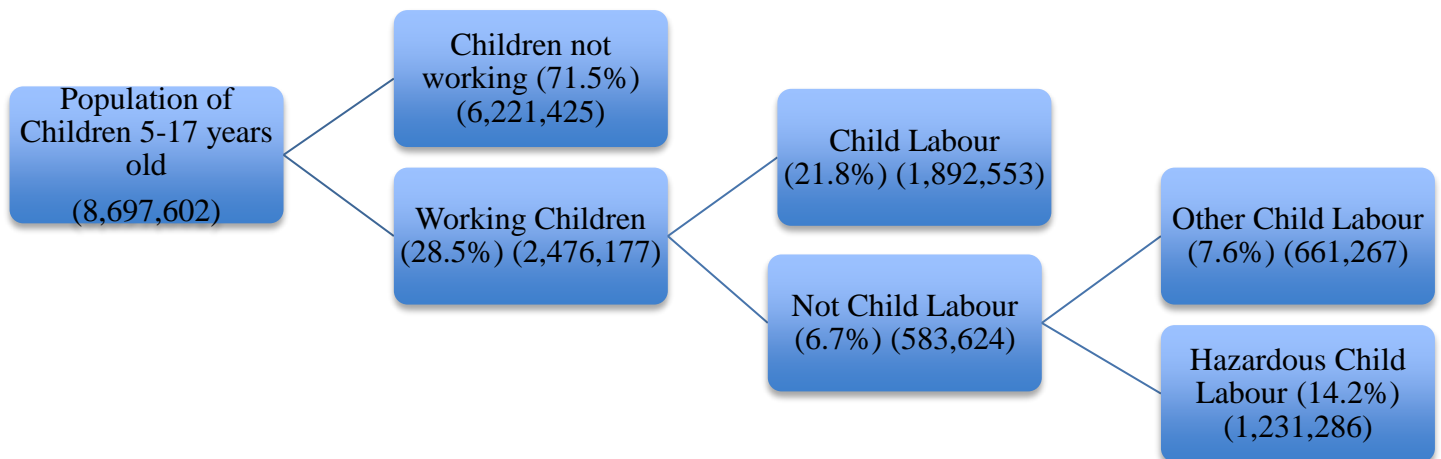 Population of
Children 5-17 years
old
(8,697,602)
Children not
working (71.5%)
(6,221,425)
Working Children
(28.5%) (2,476,177)
Child Labour
(21.8%) (1,892,553)
Not Child Labour
(6.7%) (583,624)
Other Child Labour
(7.6%) (661,267)
Hazardous Child
Labour (14.2%)
(1,231,286)